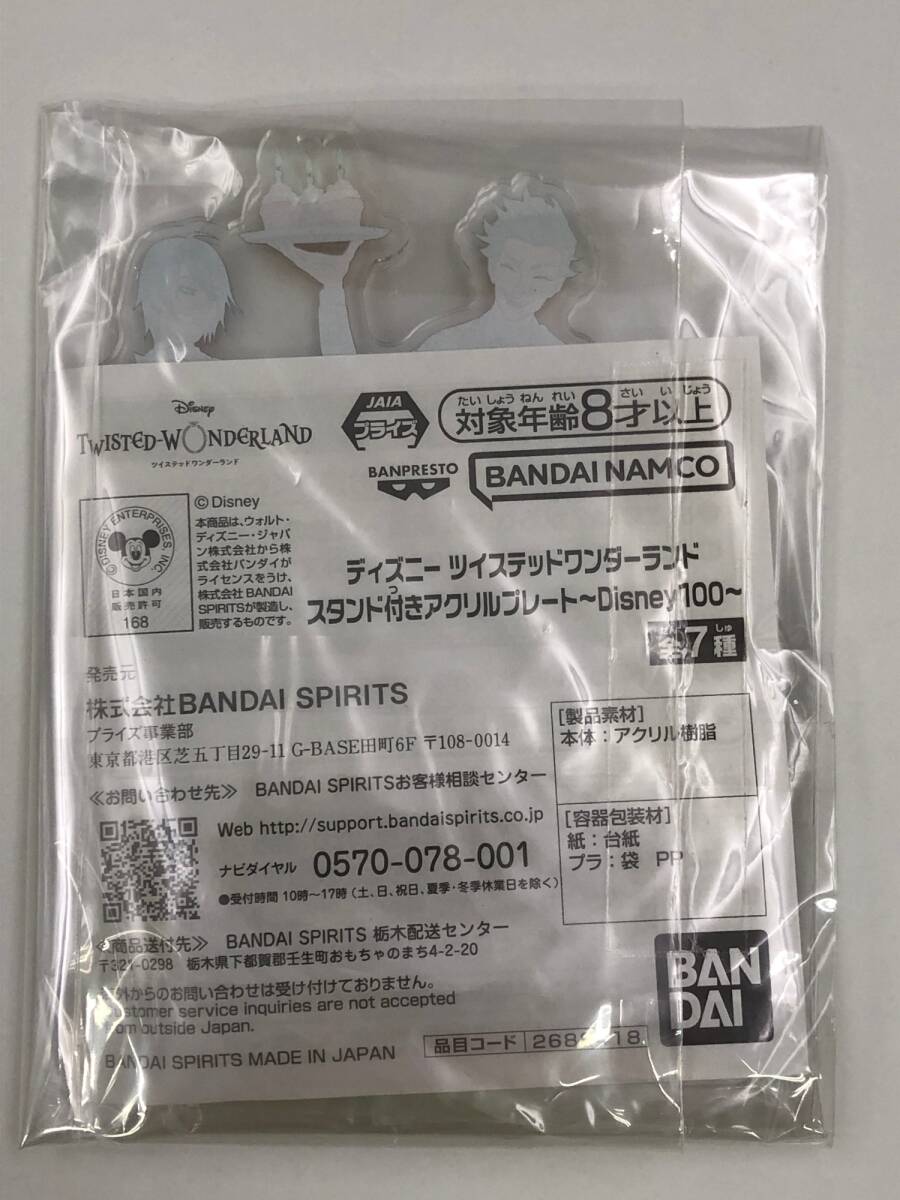 Disney
TWISTED-WONDERLAND
ツイステッドワンダーランド
JAIA
プライズ
たいしょうねんれい さいいじょう
対象年齢8才以上
BANPRESTO
BANDAI NAMCO
©DISNEY ENTERPRISES, INC.
日本国内
販売許可
168
©Disney
本商品は、ウォルト・
ディズニー・ジャパ
ン株式会社から株
式会社バンダイが
ライセンスをうけ、
株式会社BANDAI
SPIRITSが製造し、
販売するものです。
ディズニー ツイステッドワンダーランド
スタンド付きアクリルプレート~Disney100~
つ
全7種
しゅ
発売元
株式会社BANDAI SPIRITS
プライズ事業部
東京都港区芝五丁目29-11 G-BASE田町6F 〒108-0014
≪お問い合わせ先≫ BANDAI SPIRITSお客様相談センター
Web http://support.bandaispirits.co.jp
ナビダイヤル 0570-078-001
●受付時間 10時~17時(土、日、祝日、夏季・冬季休業日を除く)
[製品素材]
本体:アクリル樹脂
[容器包装材]
紙:台紙
プラ:袋 PP
≪商品送付先≫ BANDAI SPIRITS 栃木配送センター
〒321-0298 栃木県下都賀郡壬生町おもちゃのまち4-2-20
外からのお問い合わせは受け付けておりません。
Customer service inquiries are not accepted
from outside Japan.
BANDAI SPIRITS MADE IN JAPAN
品目コード
BAN
DAI